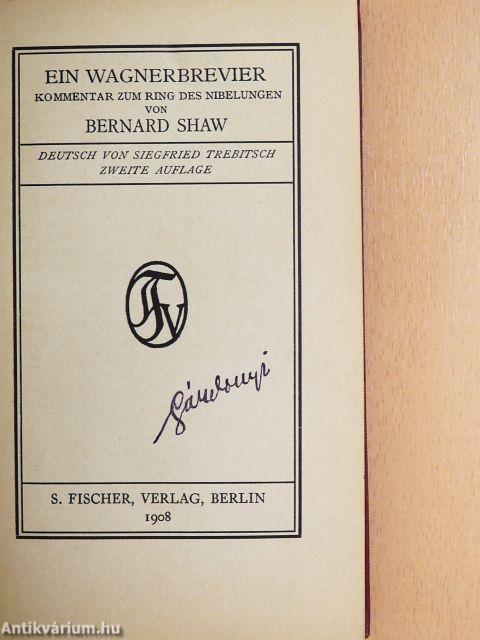 EIN WAGNERBREVIER
KOMMENTAR ZUM RING DES NIBELUNGEN
VON
BERNARD SHAW
DEUTSCH VON SIEGFRIED TREBITSCH
ZWEITE AUFLAGE
S. FISCHER, VERLAG, BERLIN
1908
Antikvárium.hu